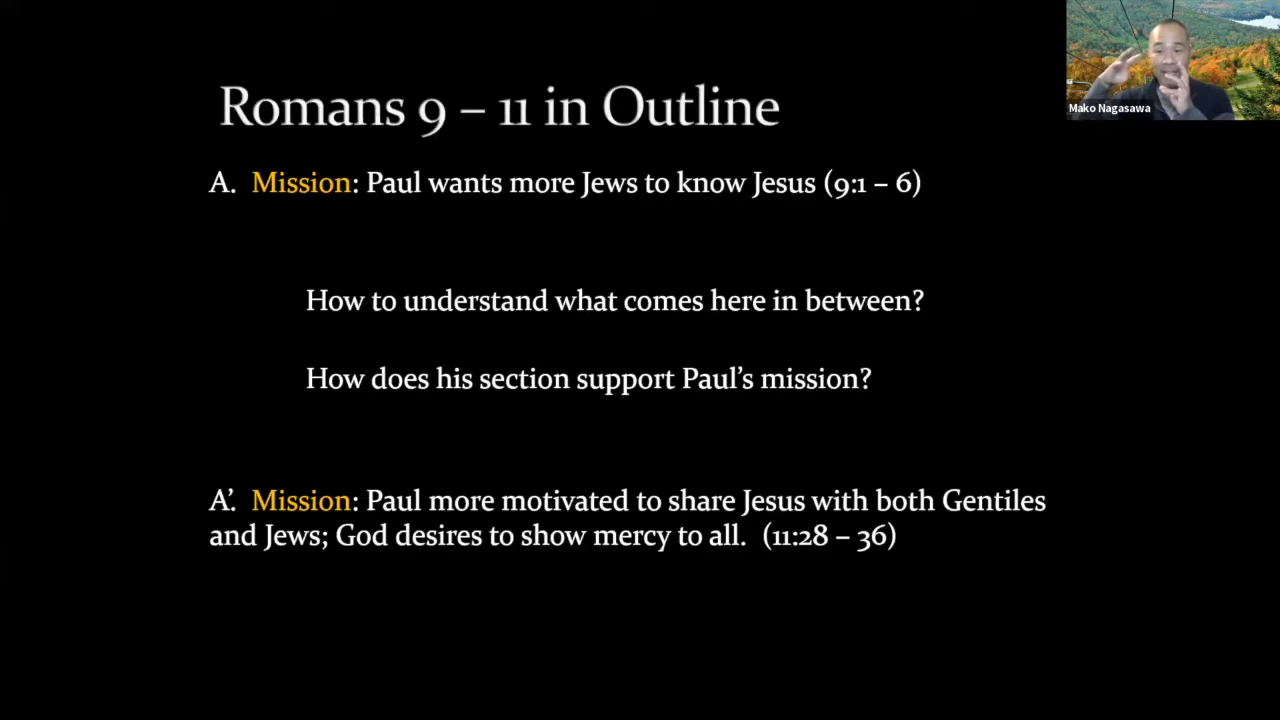 Romans 9 – 11 in Outline
Mako Nagasawa
A. Mission: Paul wants more Jews to know Jesus (9:1 – 6)
How to understand what comes here in between?
How does his section support Paul's mission?
A'. Mission: Paul more motivated to share Jesus with both Gentiles
and Jews; God desires to show mercy to all. (11:28 – 36)